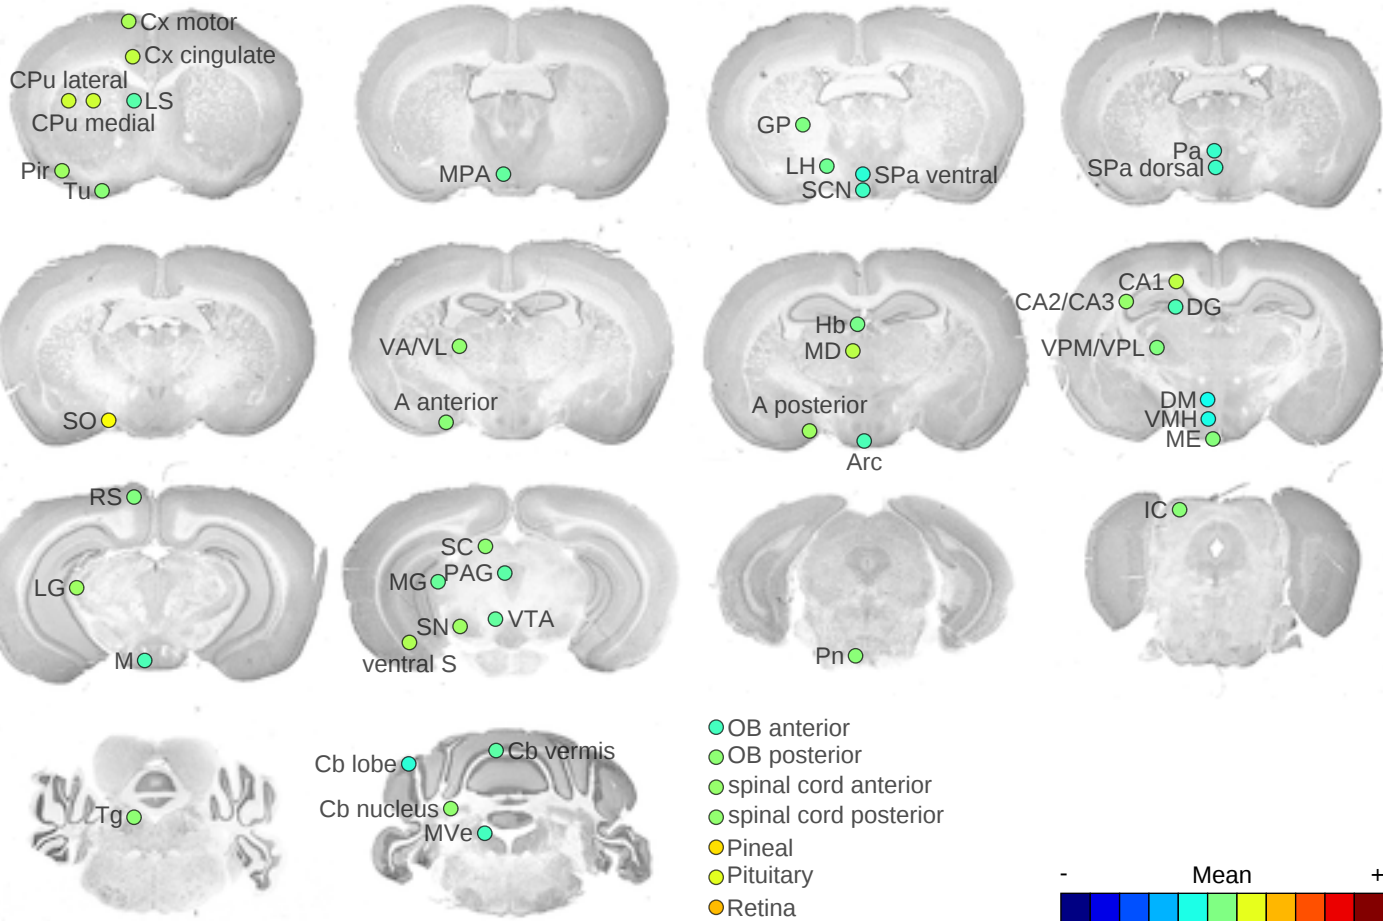 Cx motor
Cx cingulate
CPu lateral
LS
CPu medial
Pir
Tu
MPA
GP
LH
SPa ventral
SCN
Pa
SPa dorsal
SO
VA/VL
A anterior
Hb
MD
A posterior
Arc
CA1
CA2/CA3
DG
VPM/VPL
DM
VMH
ME
RS
LG
M
SC
MG
PAG
SN
VTA
ventral S
Pn
IC
Tg
Cb lobe
Cb vermis
Cb nucleus
MVe
OB anterior
OB posterior
spinal cord anterior
spinal cord posterior
Pineal
Pituitary
Retina
- Mean +